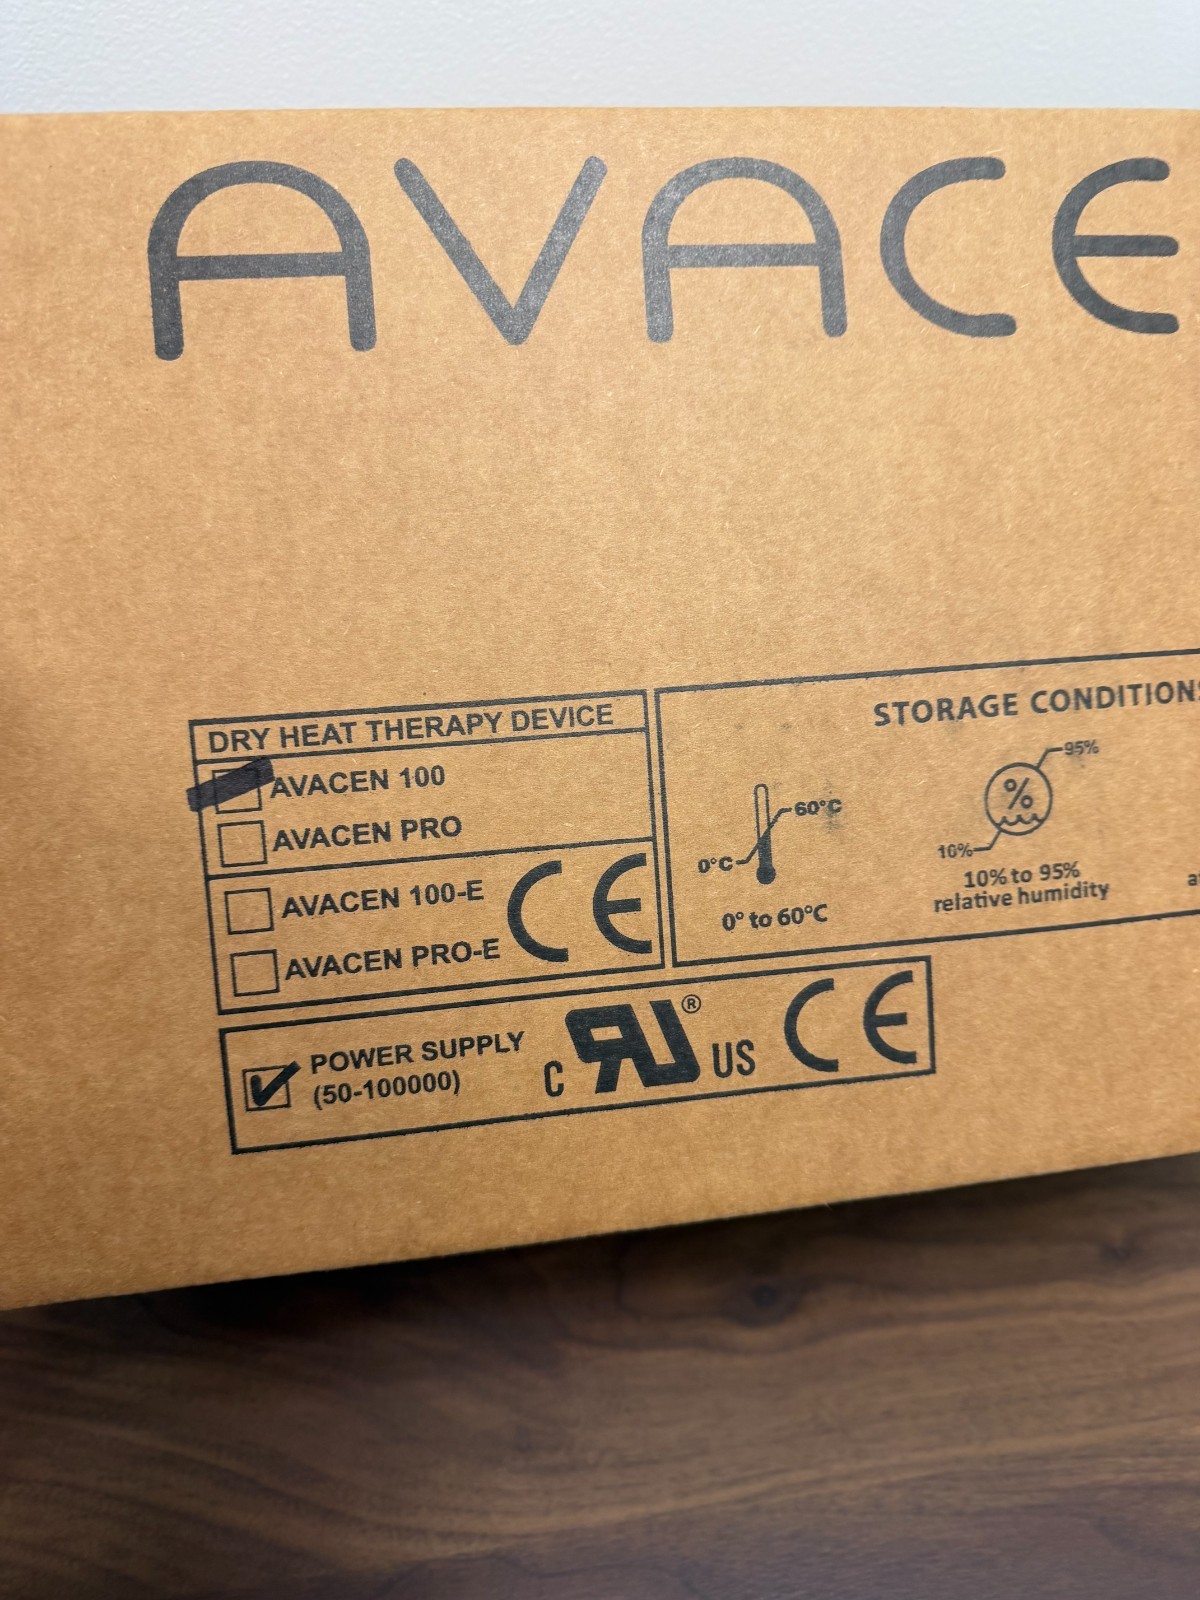 AVACE
DRY HEAT THERAPY DEVICE
AVACEN 100
AVACEN PRO
AVACEN 100-E
AVACEN PRO-E
CE
STORAGE CONDITIONS
60°C
0°C
0° to 60°C
95%
%
10%
10% to 95%
relative humidity
POWER SUPPLY
(50-100000)
C RU® US CE